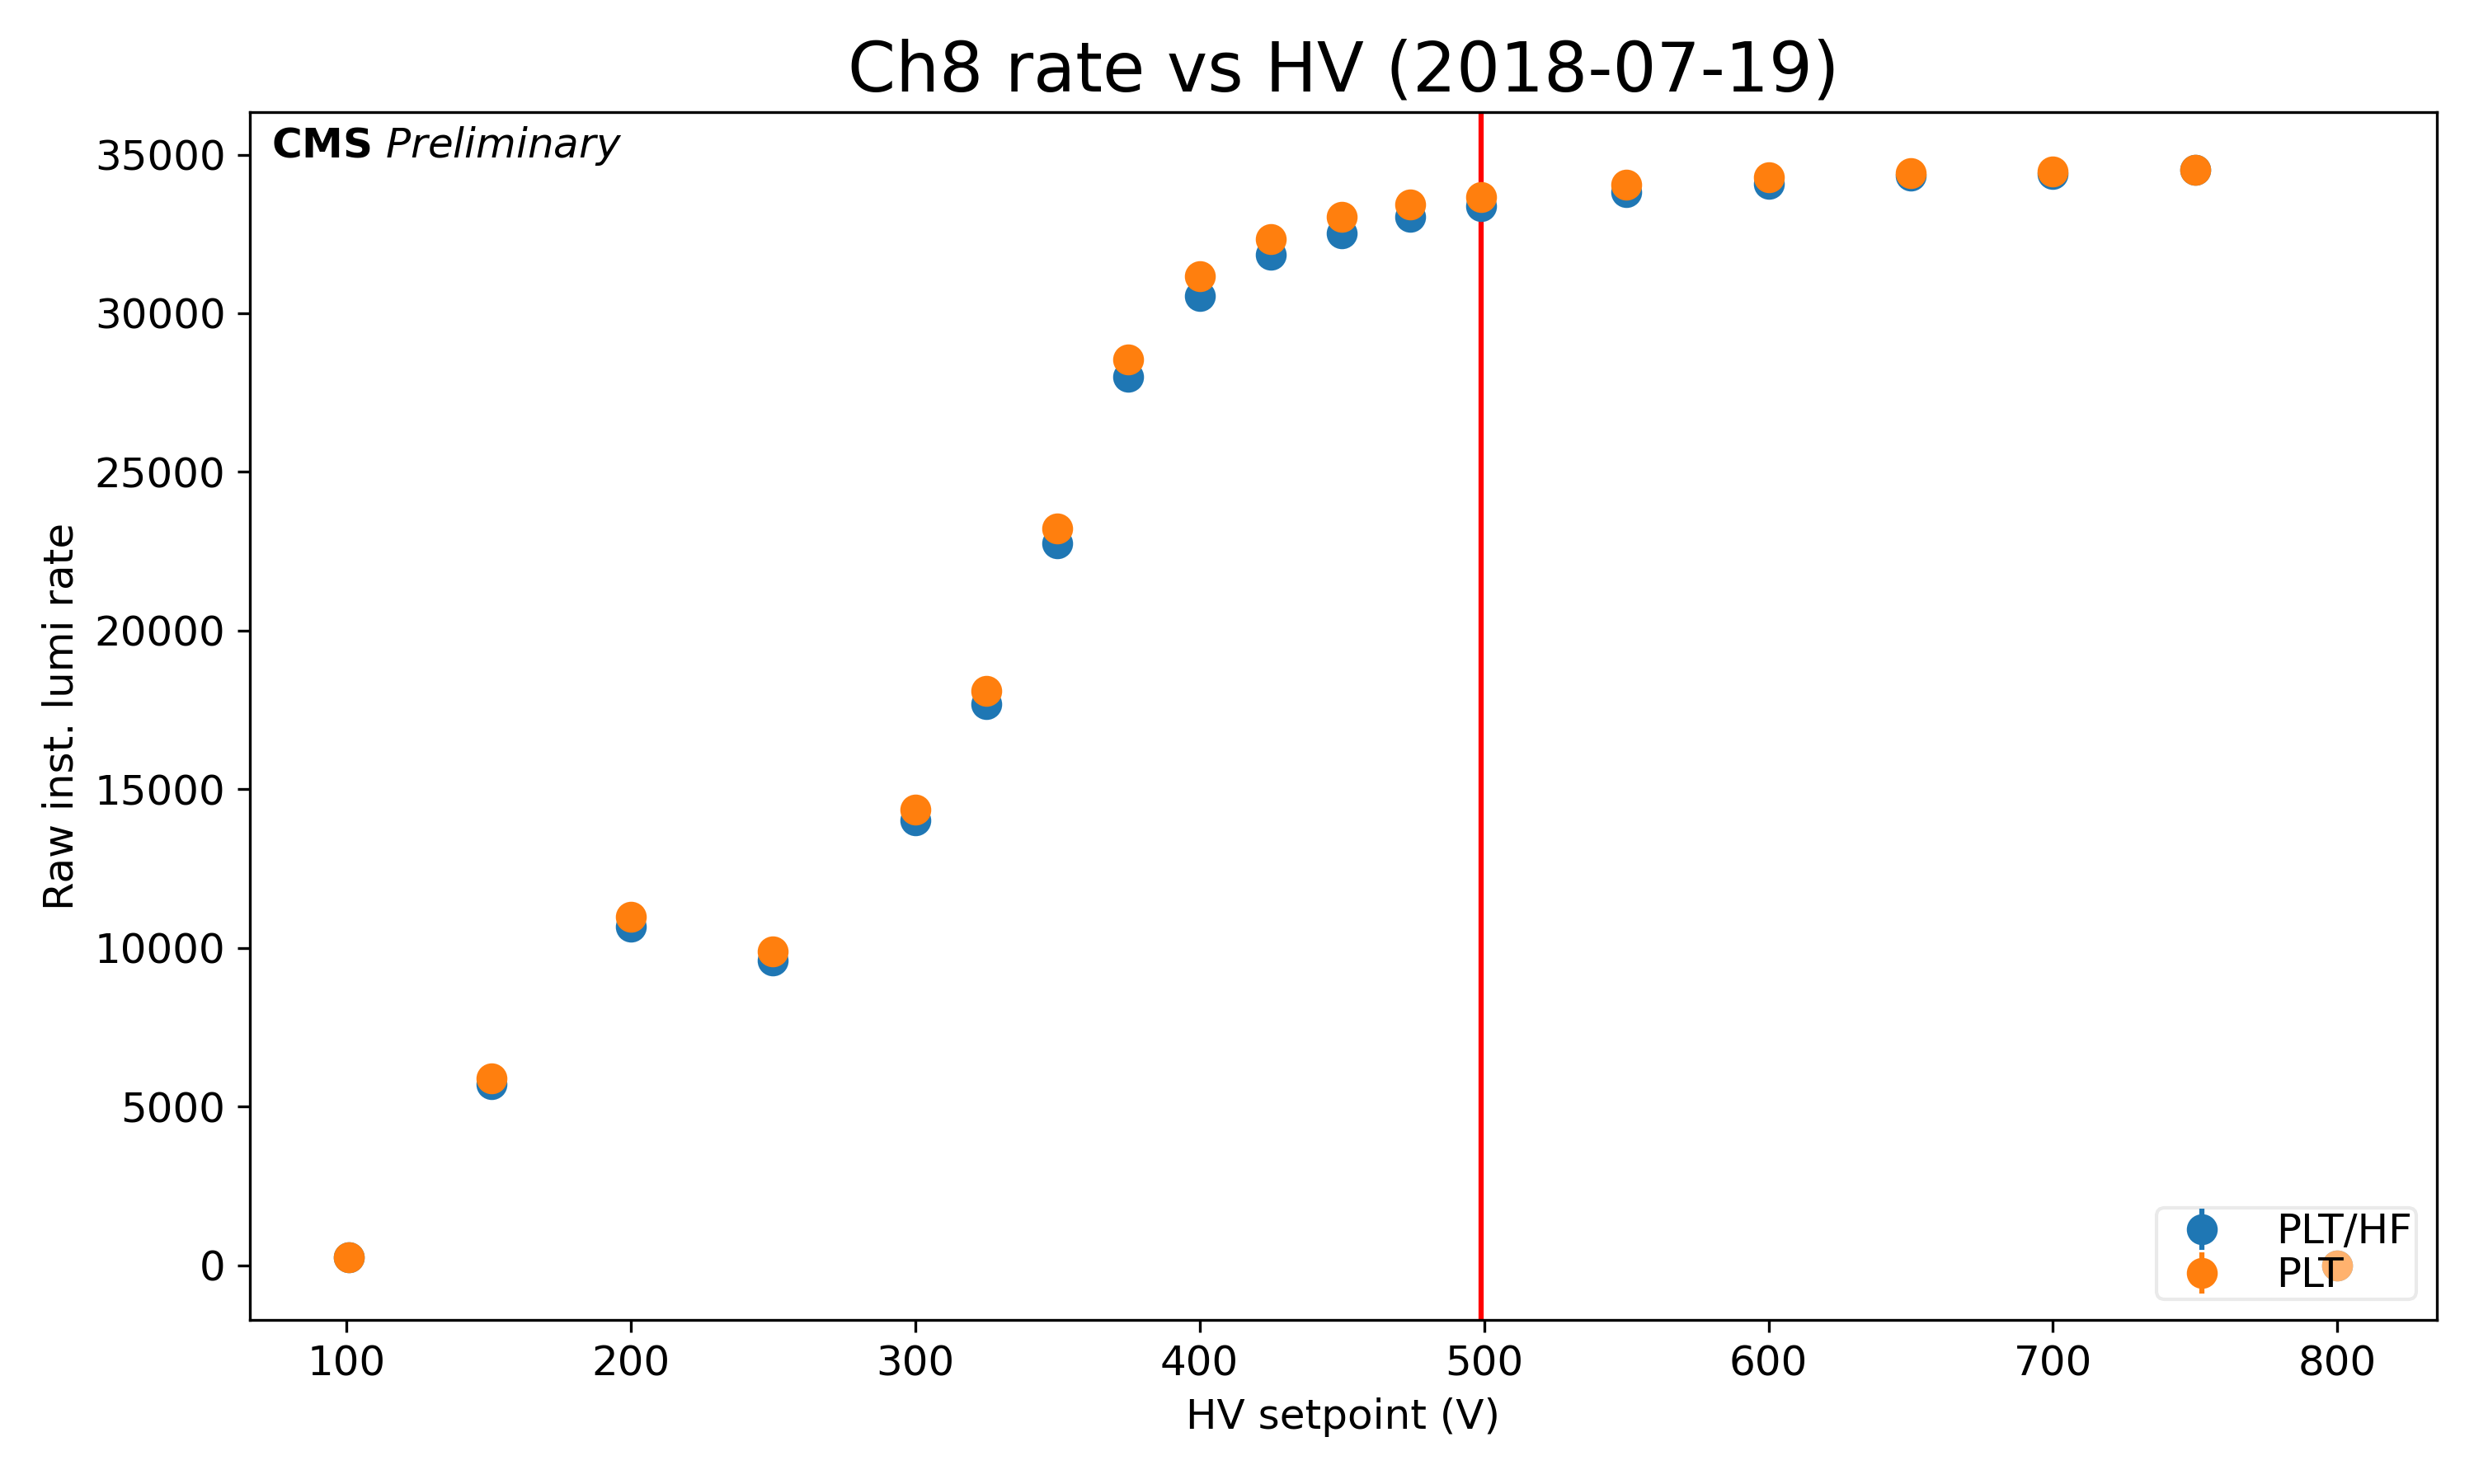 Ch8 rate vs HV (2018-07-19)
CMS Preliminary
35000
30000
25000
20000
15000
10000
5000
0
Raw inst. lumi rate
PLT/HF
PLT
100 200 300 400 500 600 700 800
HV setpoint (V)